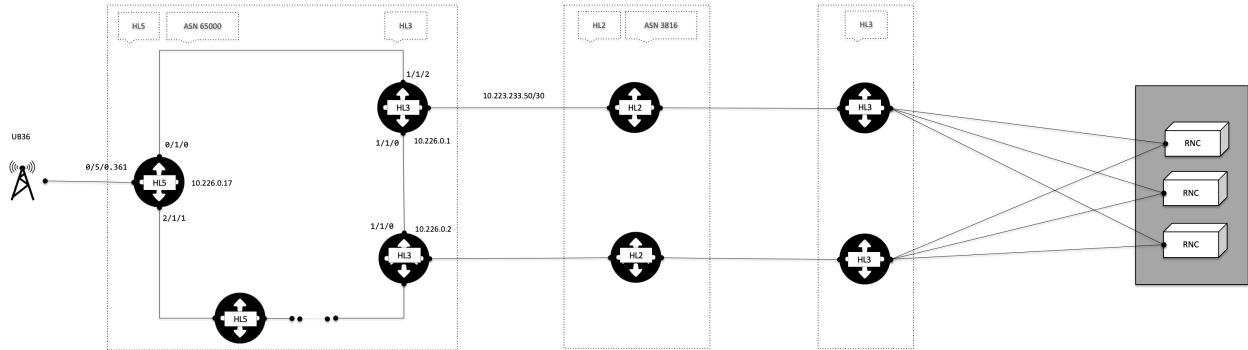 HL5
ASN 65000
HL3
HL2
ASN 3816
HL3
1/1/2
HL3
10.223.233.50/30
HL2
HL3
1/1/0
10.226.0.1
UB36
0/1/0
0/5/0.361
HL5
10.226.0.17
2/1/1
1/1/0
10.226.0.2
HL3
HL2
HL3
HL5
RNC
RNC
RNC